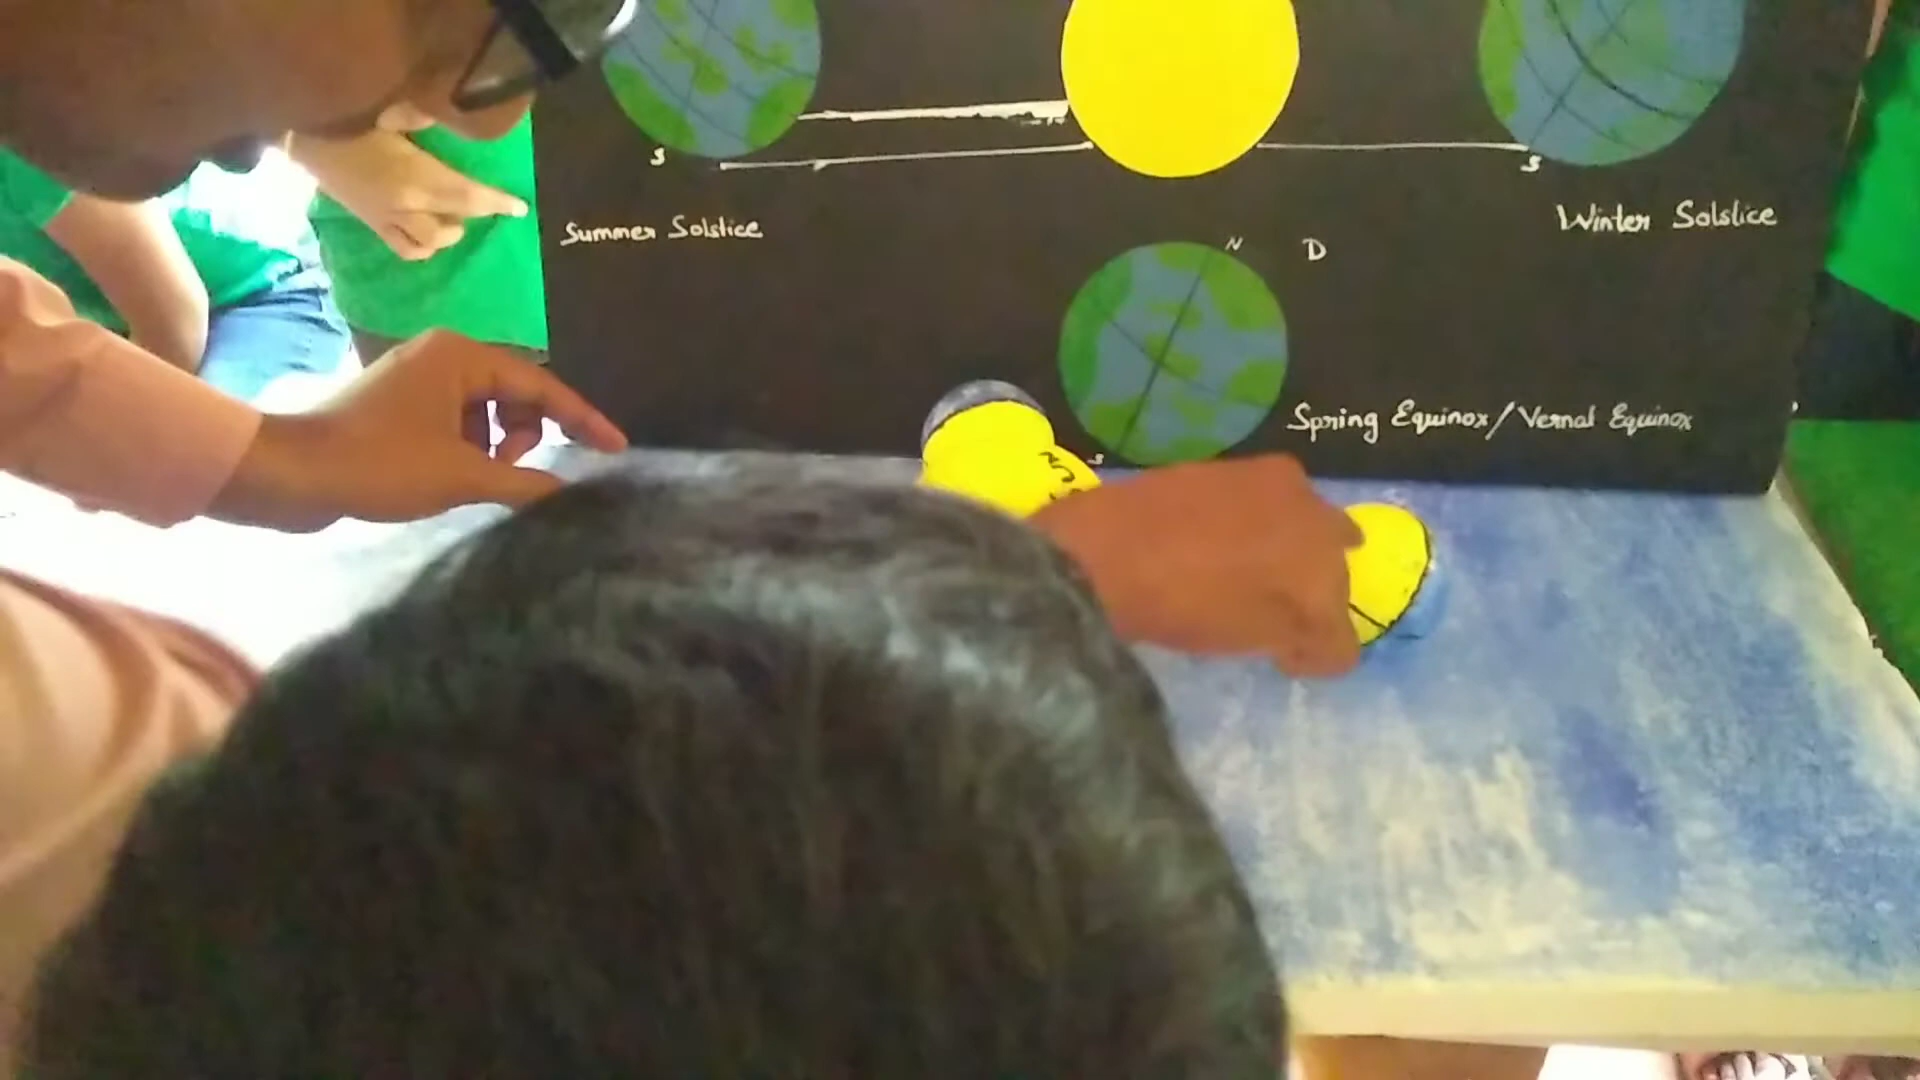 S
S
Summer Solstice
Winter Solstice
N
D
Spring Equinox/Vernal Equinox
S